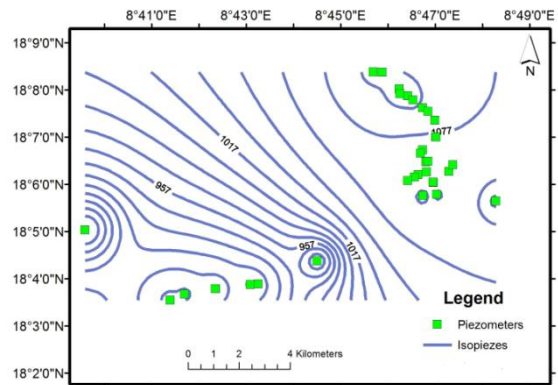 8°41'0"E 8°43'0"E 8°45'0"E 8°47'0"E 8°49'0"E
18°9'0"N
18°8'0"N
18°7'0"N
18°6'0"N
18°5'0"N
18°4'0"N
18°3'0"N
18°2'0"N
N
1077
1017
957
957
1017
Legend
Piezometers
Isopiezes
0 1 2 4 Kilometers